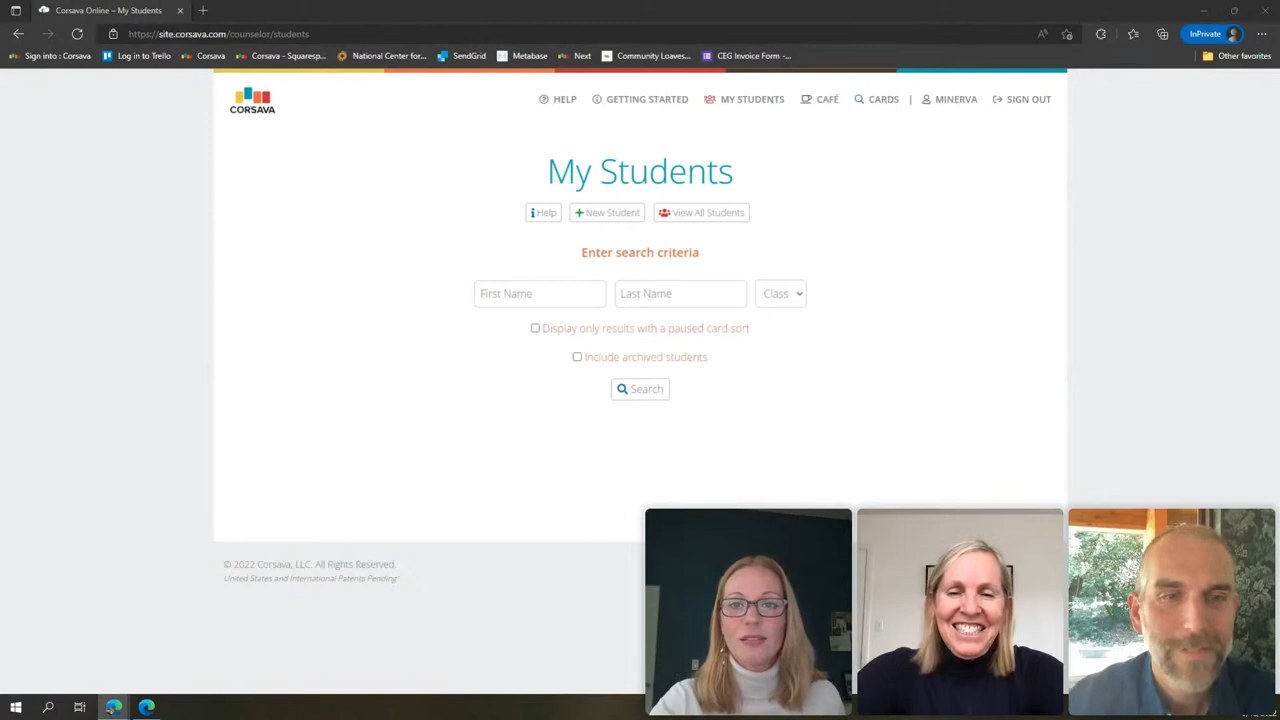 Corsava Online – My Students
https://site.corsava.com/counselor/students
InPrivate
Sign into : Corsava
Log in to Trello
Corsava
Corsava - Squaresp...
National Center for...
SendGrid
Metabase
Next
Community Loaves...
CEG Invoice Form -...
Other favorites
CORSAVA
HELP
GETTING STARTED
MY STUDENTS
CAFÉ
CARDS
|
MINERVA
SIGN OUT
My Students
Help
New Student
View All Students
Enter search criteria
First Name
Last Name
Class
Display only results with a paused card sort
Include archived students
Search
© 2022 Corsava, LLC. All Rights Reserved.
United States and International Patents Pending